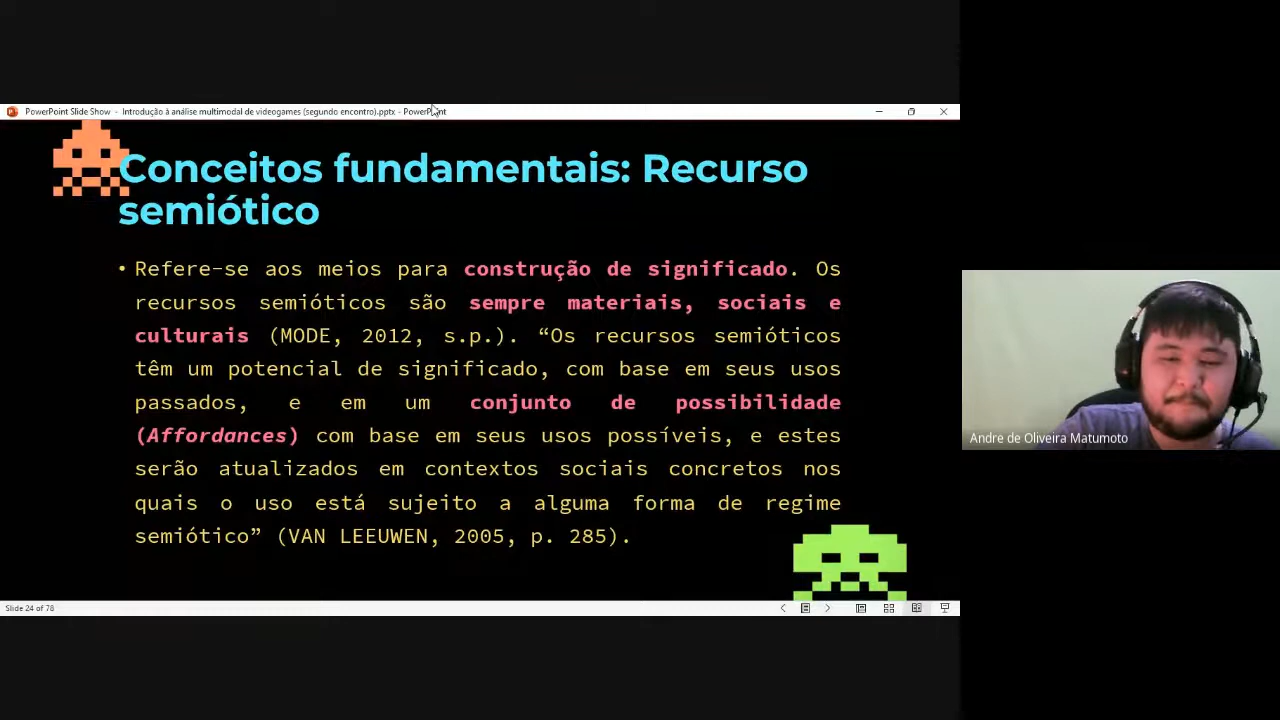 PowerPoint Slide Show - Introdução à análise multimodal de videogames (segundo encontro).pptx - PowerPoint
Conceitos fundamentais: Recurso
semiótico
• Refere-se aos meios para construção de significado. Os
recursos semióticos são sempre materiais, sociais e
culturais (MODE, 2012, s.p.). “Os recursos semióticos
têm um potencial de significado, com base em seus usos
passados, e em um conjunto de possibilidade
(Affordances) com base em seus usos possíveis, e estes
serão atualizados em contextos sociais concretos nos
quais o uso está sujeito a alguma forma de regime
semiótico” (VAN LEEUWEN, 2005, p. 285).
Slide 24 of 78
Andre de Oliveira Matumoto